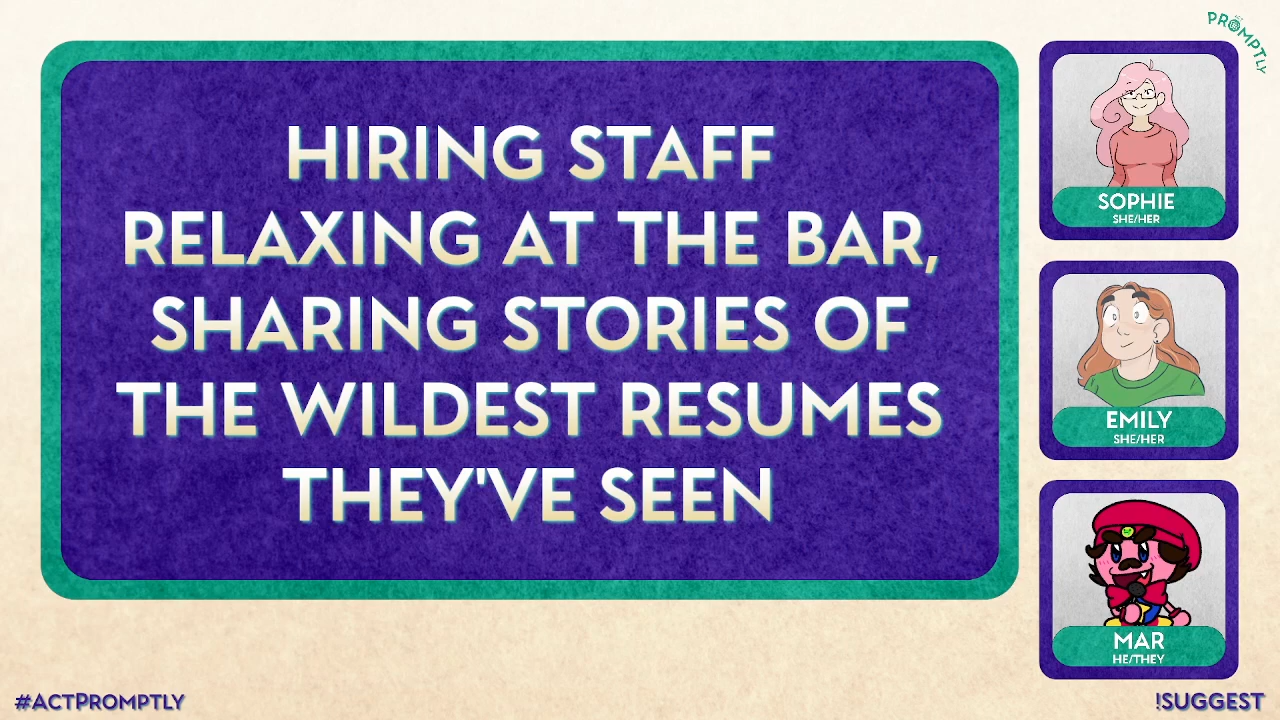 ACT
PROMPTLY
HIRING STAFF
RELAXING AT THE BAR,
SHARING STORIES OF
THE WILDEST RESUMES
THEY'VE SEEN
SOPHIE
SHE/HER
EMILY
SHE/HER
MAR
HE/THEY
#ACTPROMPTLY
!SUGGEST